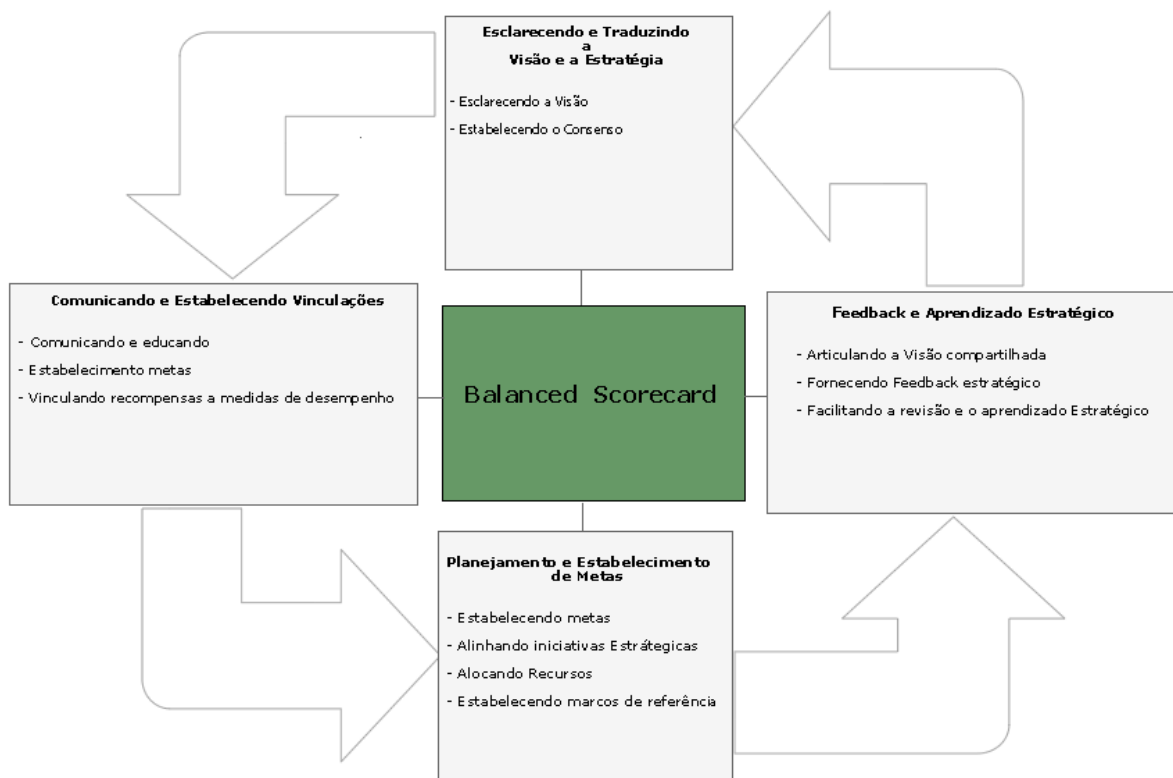 Esclarecendo e Traduzindo
a
Visão e a Estratégia
- Esclarecendo a Visão
- Estabelecendo o Consenso
Comunicando e Estabelecendo Vinculações
- Comunicando e educando
- Estabelecimento metas
- Vinculando recompensas a medidas de desempenho
Balanced Scorecard
Feedback e Aprendizado Estratégico
- Articulando a Visão compartilhada
- Fornecendo Feedback estratégico
- Facilitando a revisão e o aprendizado Estratégico
Planejamento e Estabelecimento
de Metas
- Estabelecendo metas
- Alinhando iniciativas Estrátegicas
- Alocando Recursos
- Estabelecendo marcos de referência